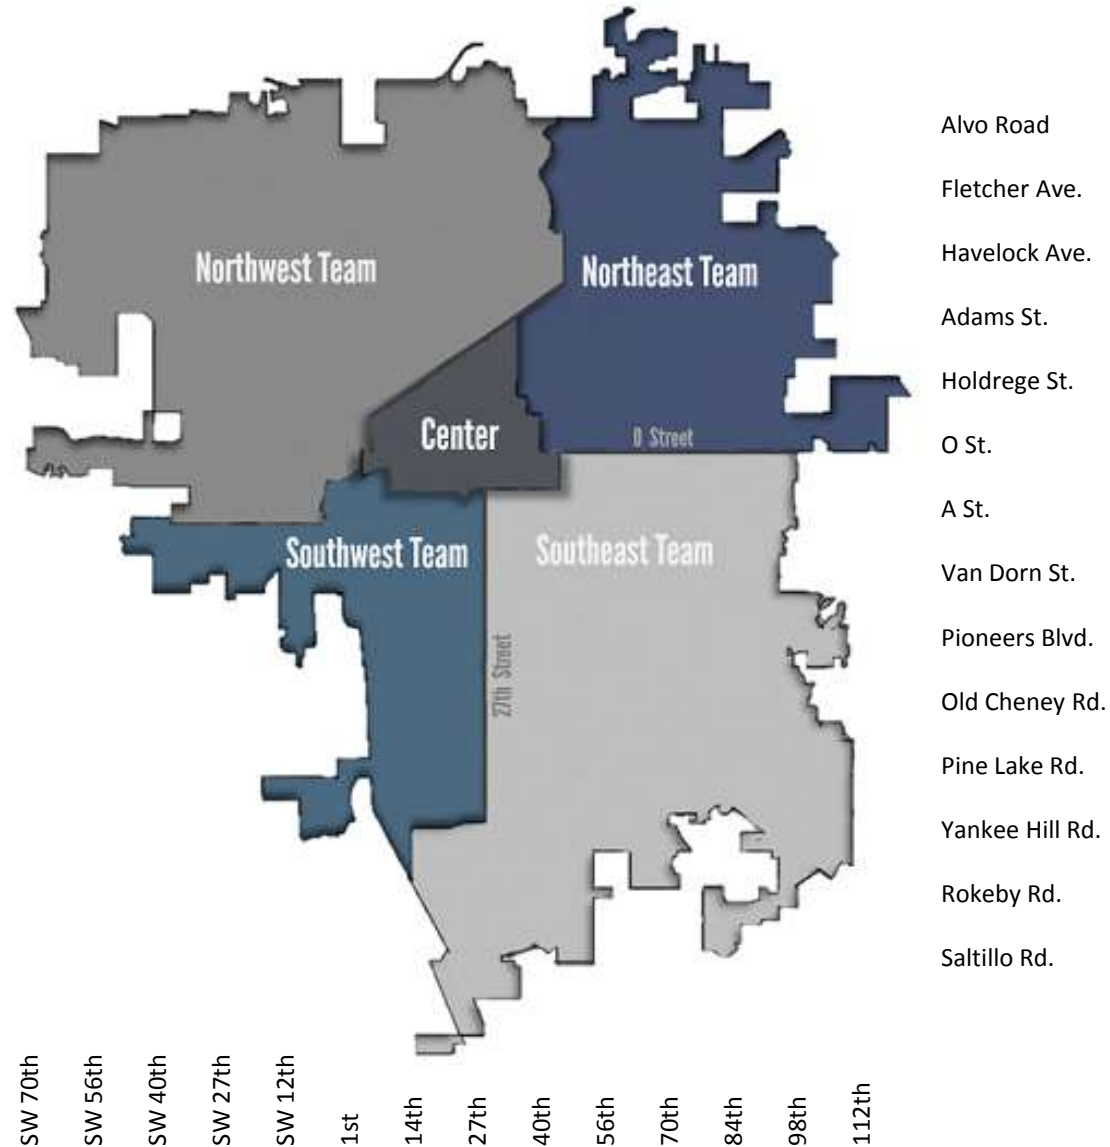 Alvo Road
Fletcher Ave.
Northwest Team
Northeast Team
Havelock Ave.
Adams St.
Holdrege St.
Center
O Street
O St.
A St.
Southwest Team
Southeast Team
Van Dorn St.
Pioneers Blvd.
27th Street
Old Cheney Rd.
Pine Lake Rd.
Yankee Hill Rd.
Rokeby Rd.
Saltillo Rd.
SW 70th
SW 56th
SW 40th
SW 27th
SW 12th
1st
14th
27th
40th
56th
70th
84th
98th
112th